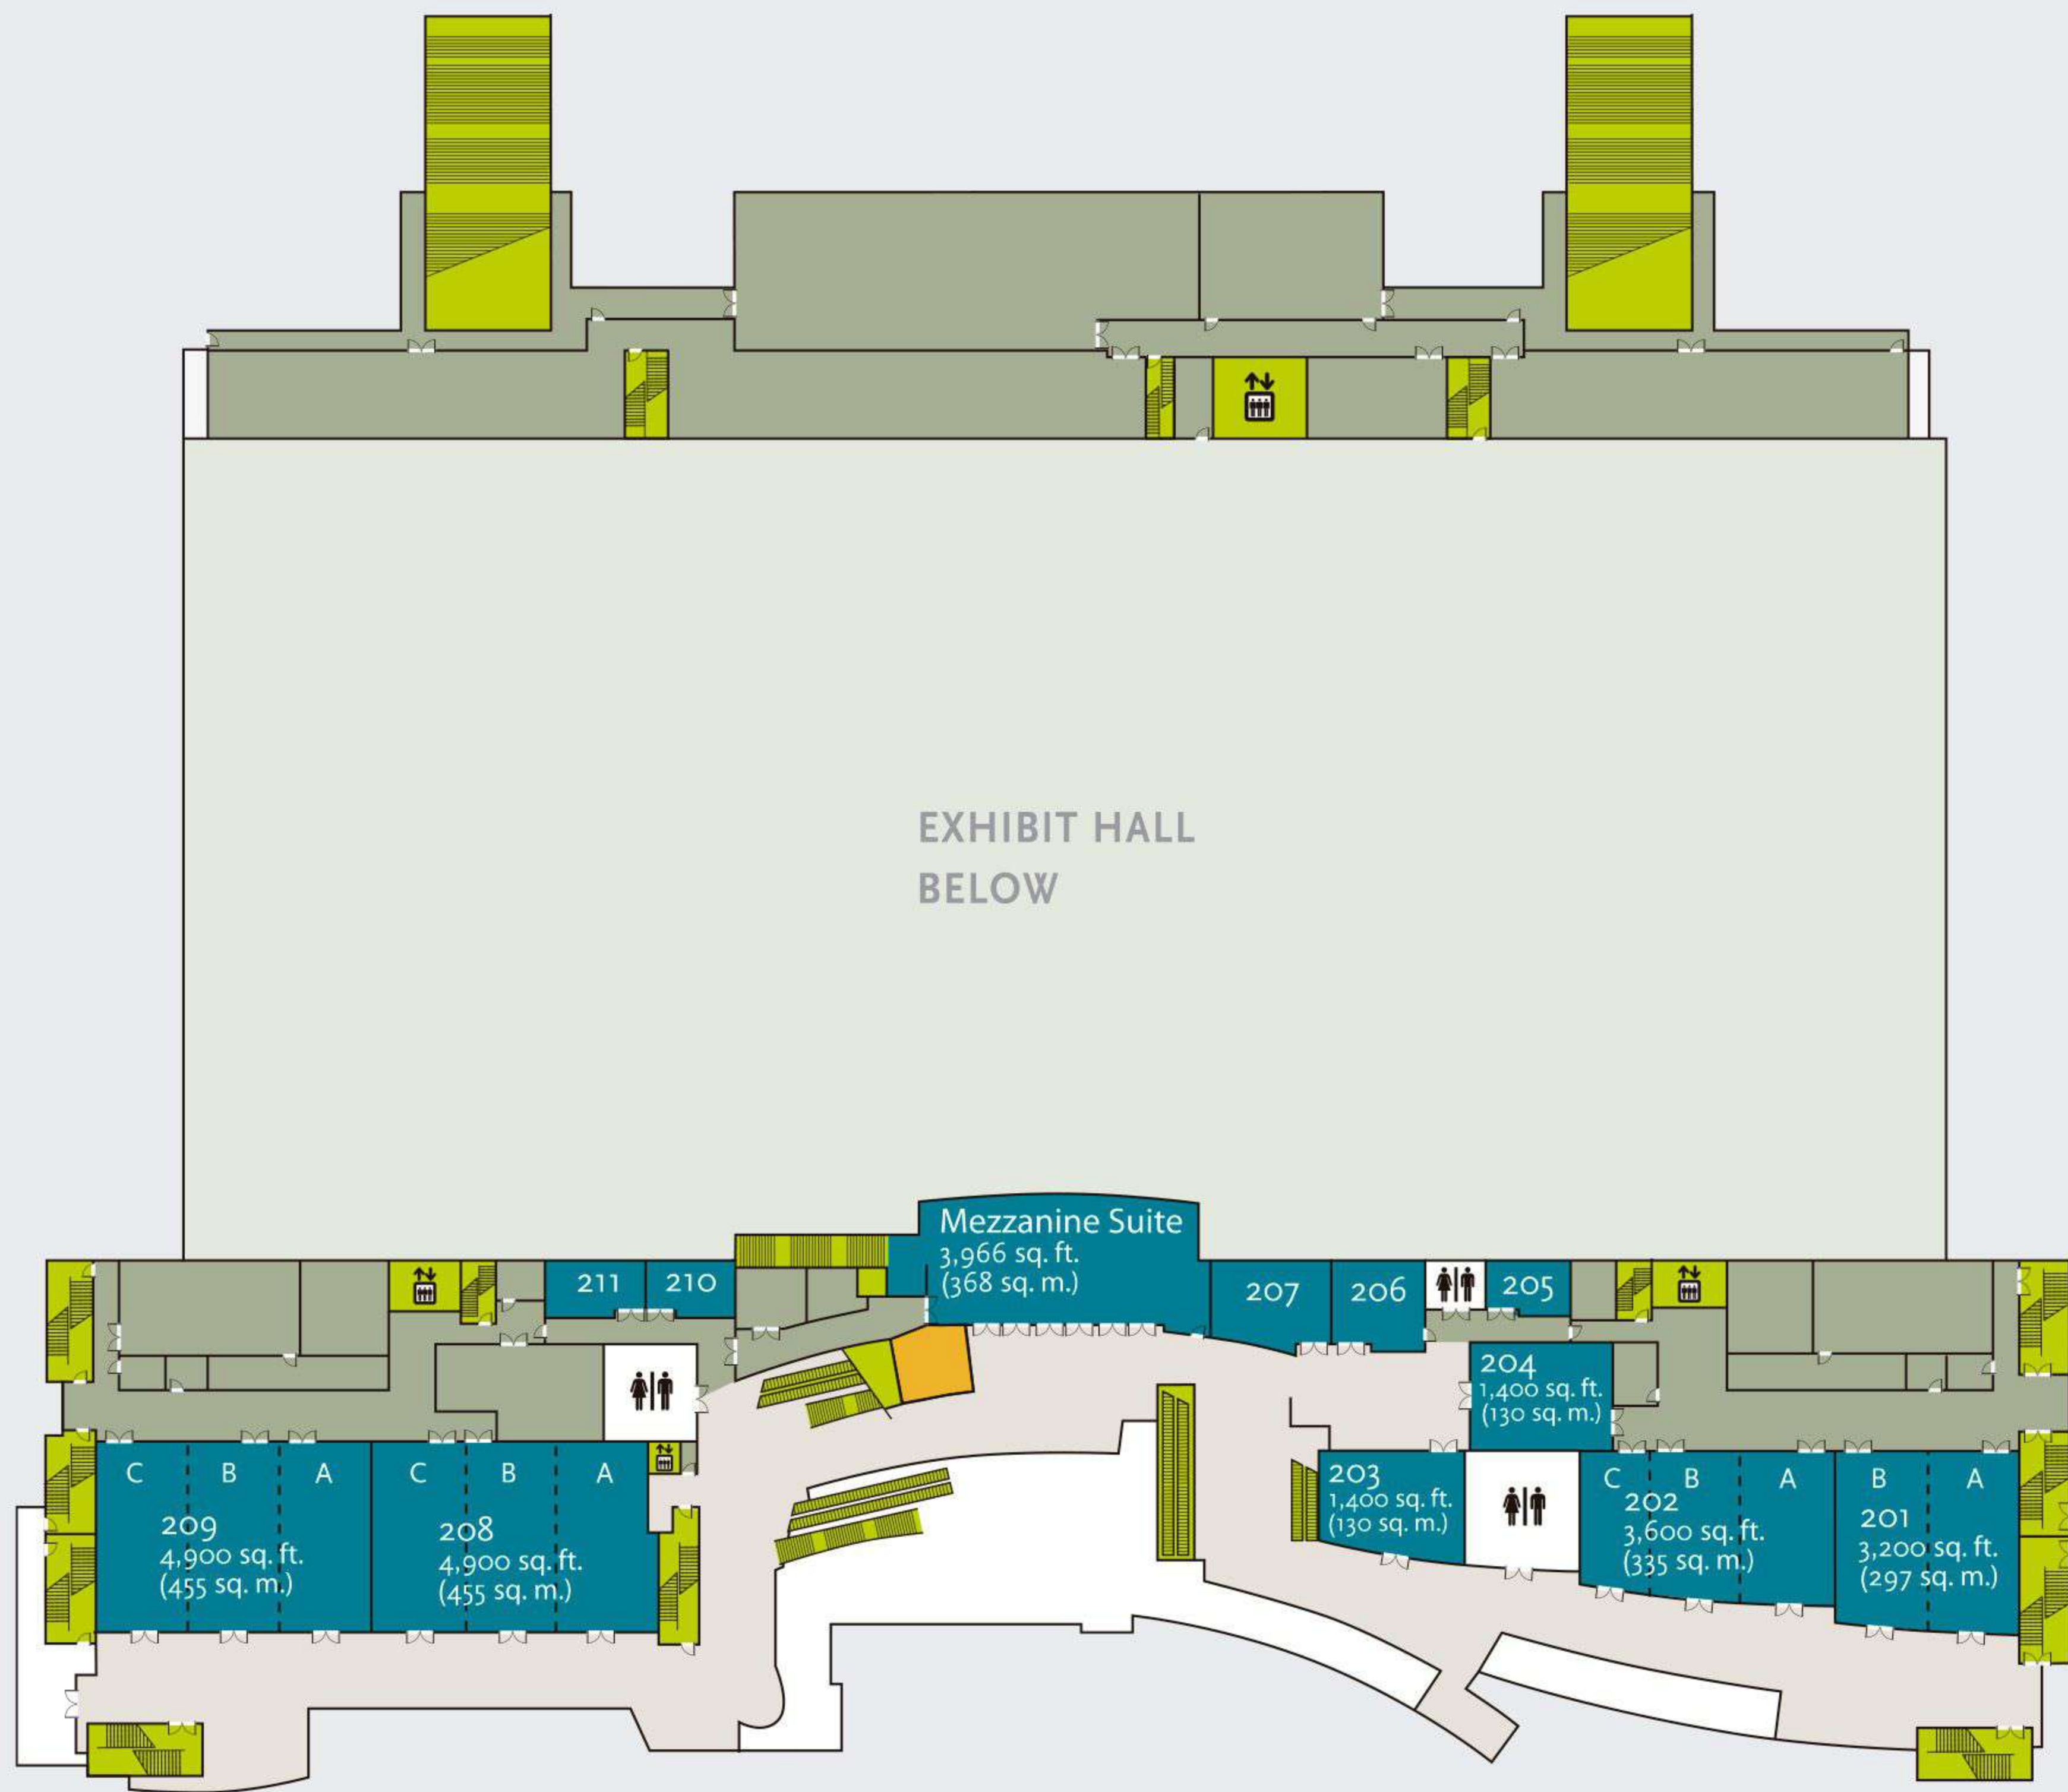 EXHIBIT HALL
BELOW
Mezzanine Suite
3,966 sq. ft.
(368 sq. m.)
211
210
207
206
205
204
1,400 sq. ft.
(130 sq. m.)
C
B
A
209
4,900 sq. ft.
(455 sq. m.)
C
B
A
208
4,900 sq. ft.
(455 sq. m.)
203
1,400 sq. ft.
(130 sq. m.)
C
B
A
202
3,600 sq. ft.
(335 sq. m.)
B
A
201
3,200 sq. ft.
(297 sq. m.)